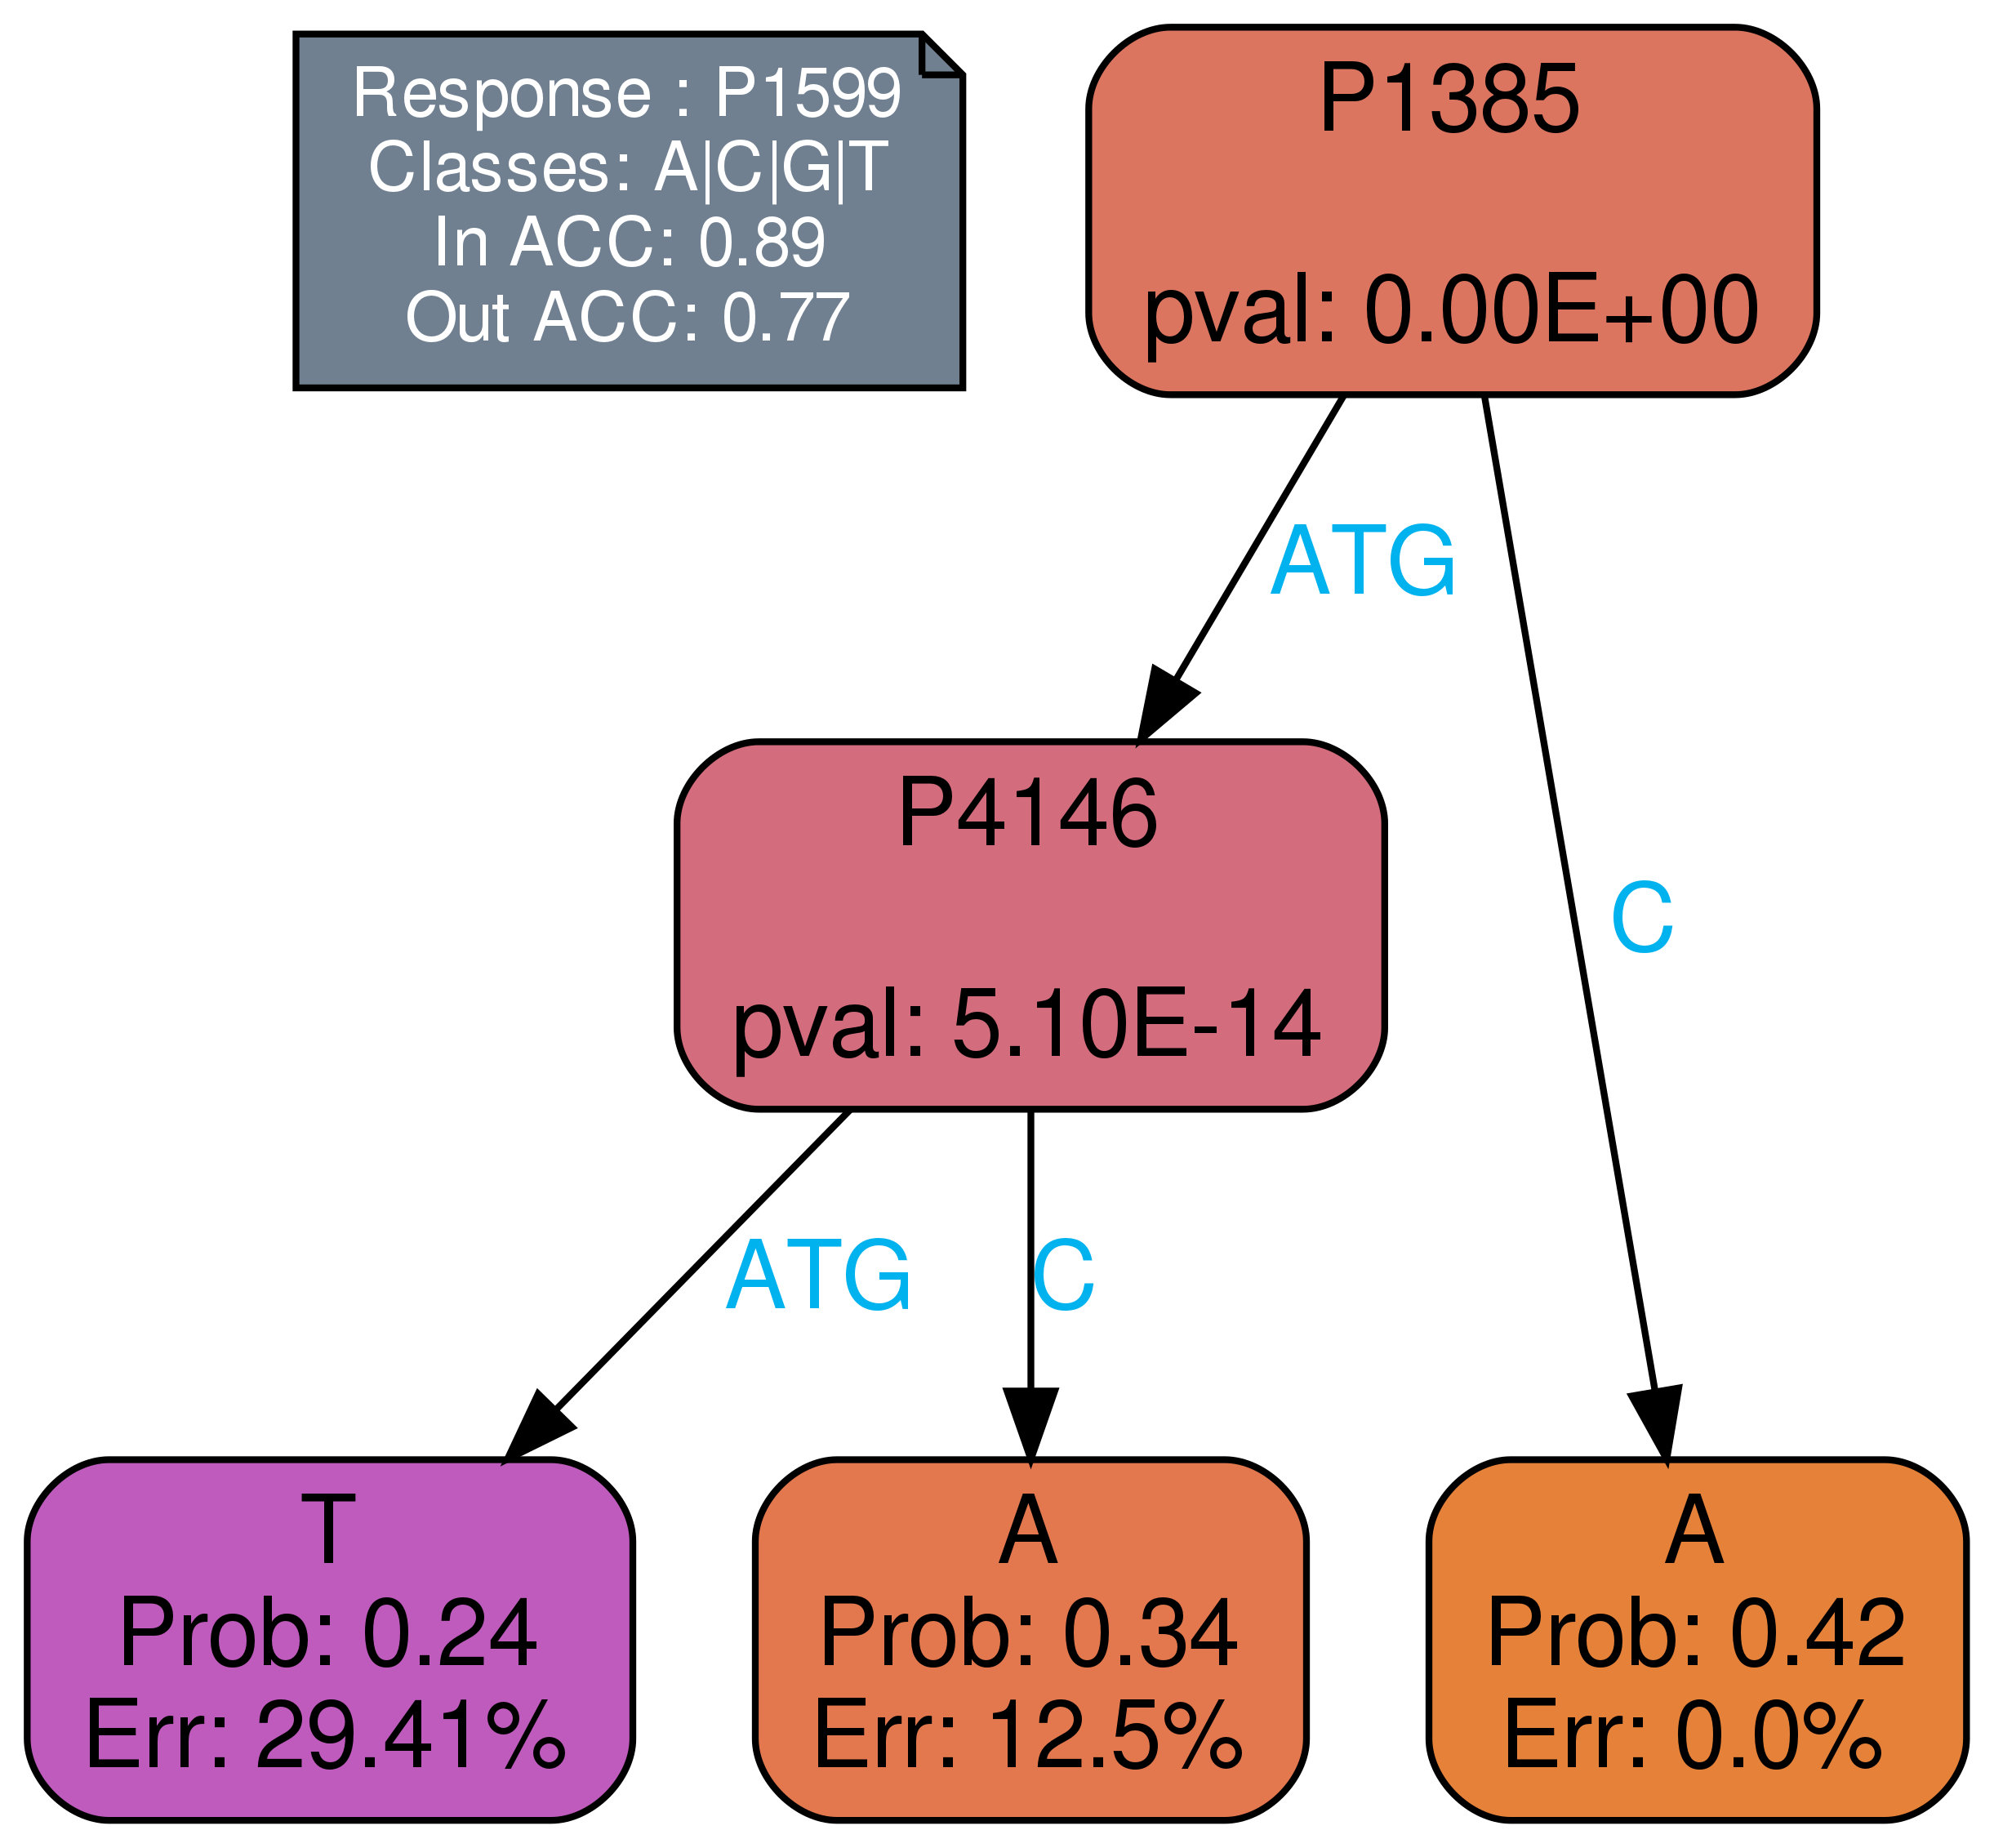 Response : P1599
Classes: A|C|G|T
In ACC: 0.89
Out ACC: 0.77
P1385
pval: 0.00E+00
ATG
C
P4146
pval: 5.10E-14
ATG
C
T
Prob: 0.24
Err: 29.41%
A
Prob: 0.34
Err: 12.5%
A
Prob: 0.42
Err: 0.0%